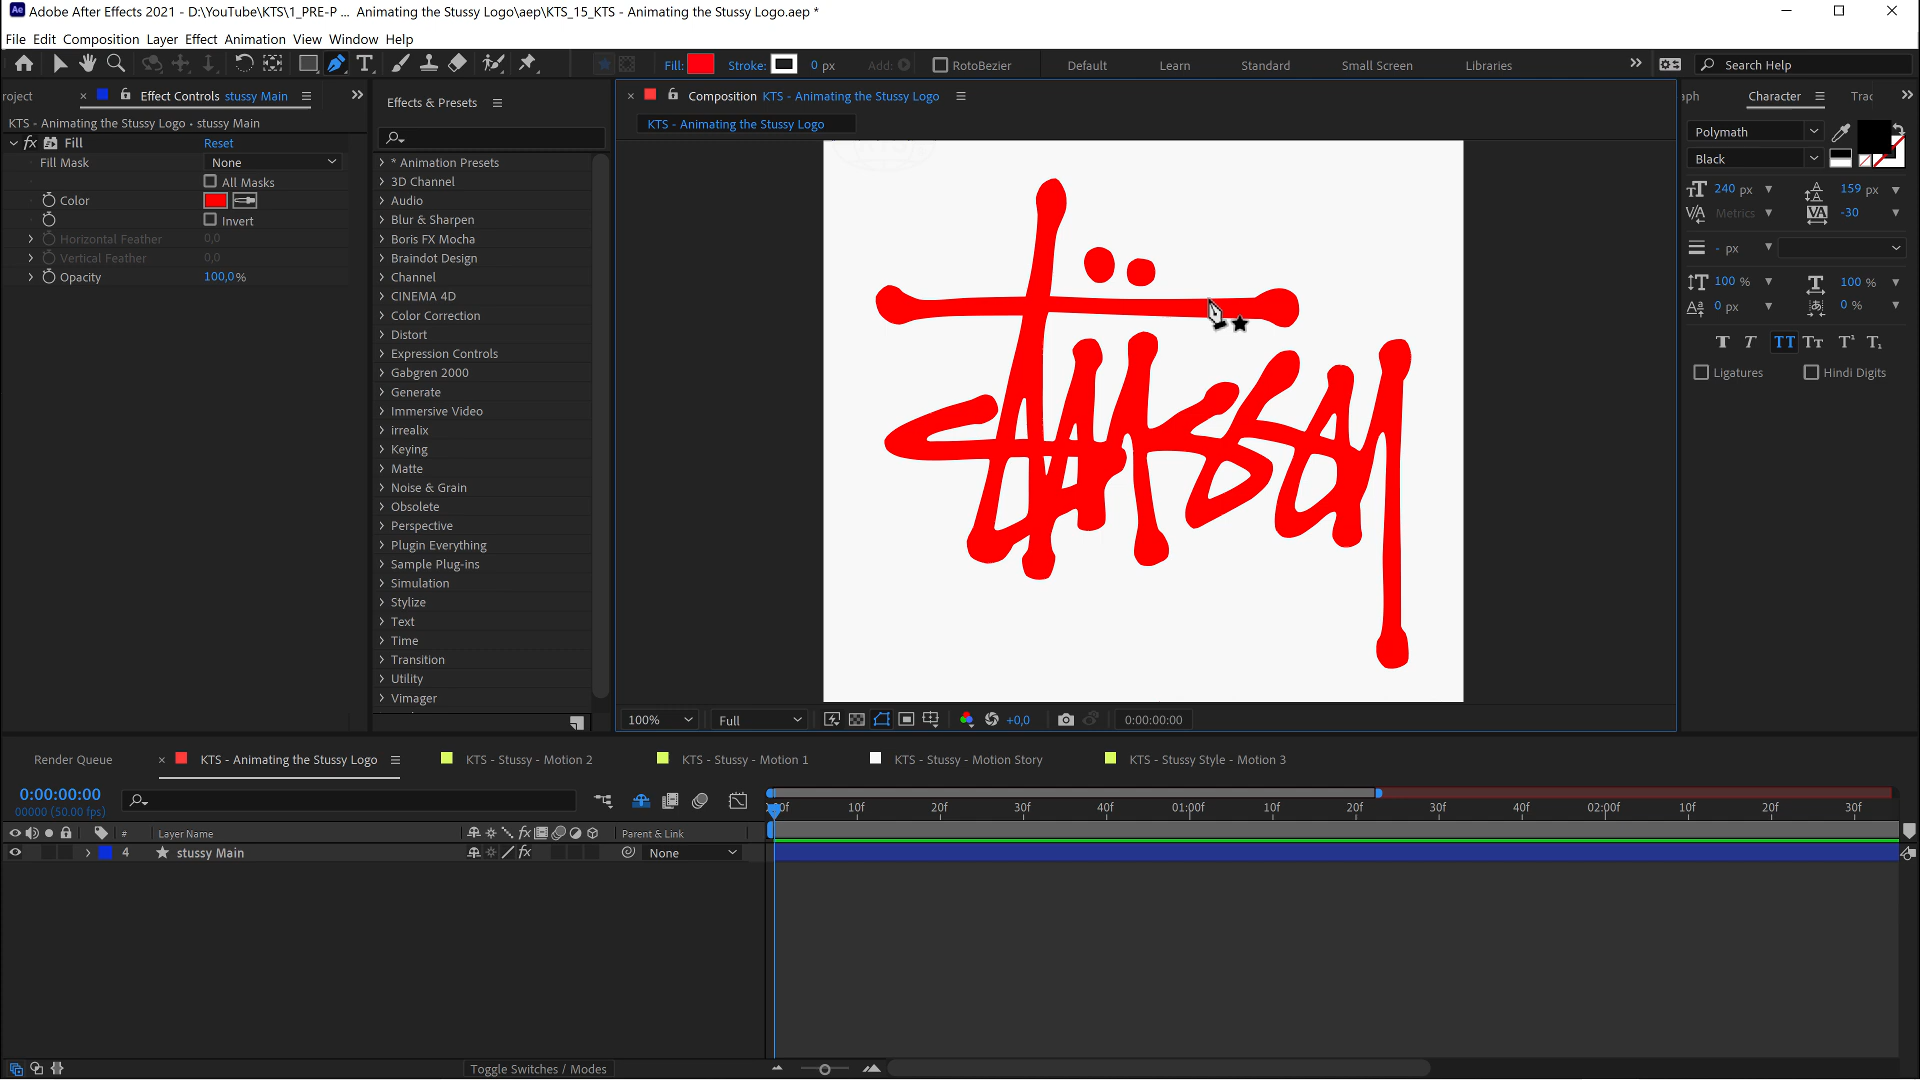 Adobe After Effects 2021 - D:\YouTube\KTS\1_PRE-P ... Animating the Stussy Logo\aep\KTS_15_KTS - Animating the Stussy Logo.aep *
File Edit Composition Layer Effect Animation View Window Help
Fill: Stroke: 0 px Add: RotoBezier Default Learn Standard Small Screen Libraries Search Help
roject Effect Controls stussy Main
KTS - Animating the Stussy Logo • stussy Main
fx Fill Reset
Fill Mask None
All Masks
Color
Invert
Horizontal Feather 0,0
Vertical Feather 0,0
Opacity 100,0 %
Effects & Presets
* Animation Presets
3D Channel
Audio
Blur & Sharpen
Boris FX Mocha
Braindot Design
Channel
CINEMA 4D
Color Correction
Distort
Expression Controls
Gabgren 2000
Generate
Immersive Video
irrealix
Keying
Matte
Noise & Grain
Obsolete
Perspective
Plugin Everything
Sample Plug-ins
Simulation
Stylize
Text
Time
Transition
Utility
Vimager
Composition KTS - Animating the Stussy Logo
KTS - Animating the Stussy Logo
Stüssy
100% Full +0,0 0:00:00:00
aph Character Trac
Polymath
Black
240 px 159 px
Metrics -30
- px
100 % 100 %
0 px 0 %
Ligatures Hindi Digits
Render Queue KTS - Animating the Stussy Logo KTS - Stussy - Motion 2 KTS - Stussy - Motion 1 KTS - Stussy - Motion Story KTS - Stussy Style - Motion 3
0:00:00:00
00000 (50.00 fps)
10f 20f 30f 40f 01:00f 10f 20f 30f 40f 02:00f 10f 20f 30f
# Layer Name Parent & Link
4 stussy Main None
Toggle Switches / Modes